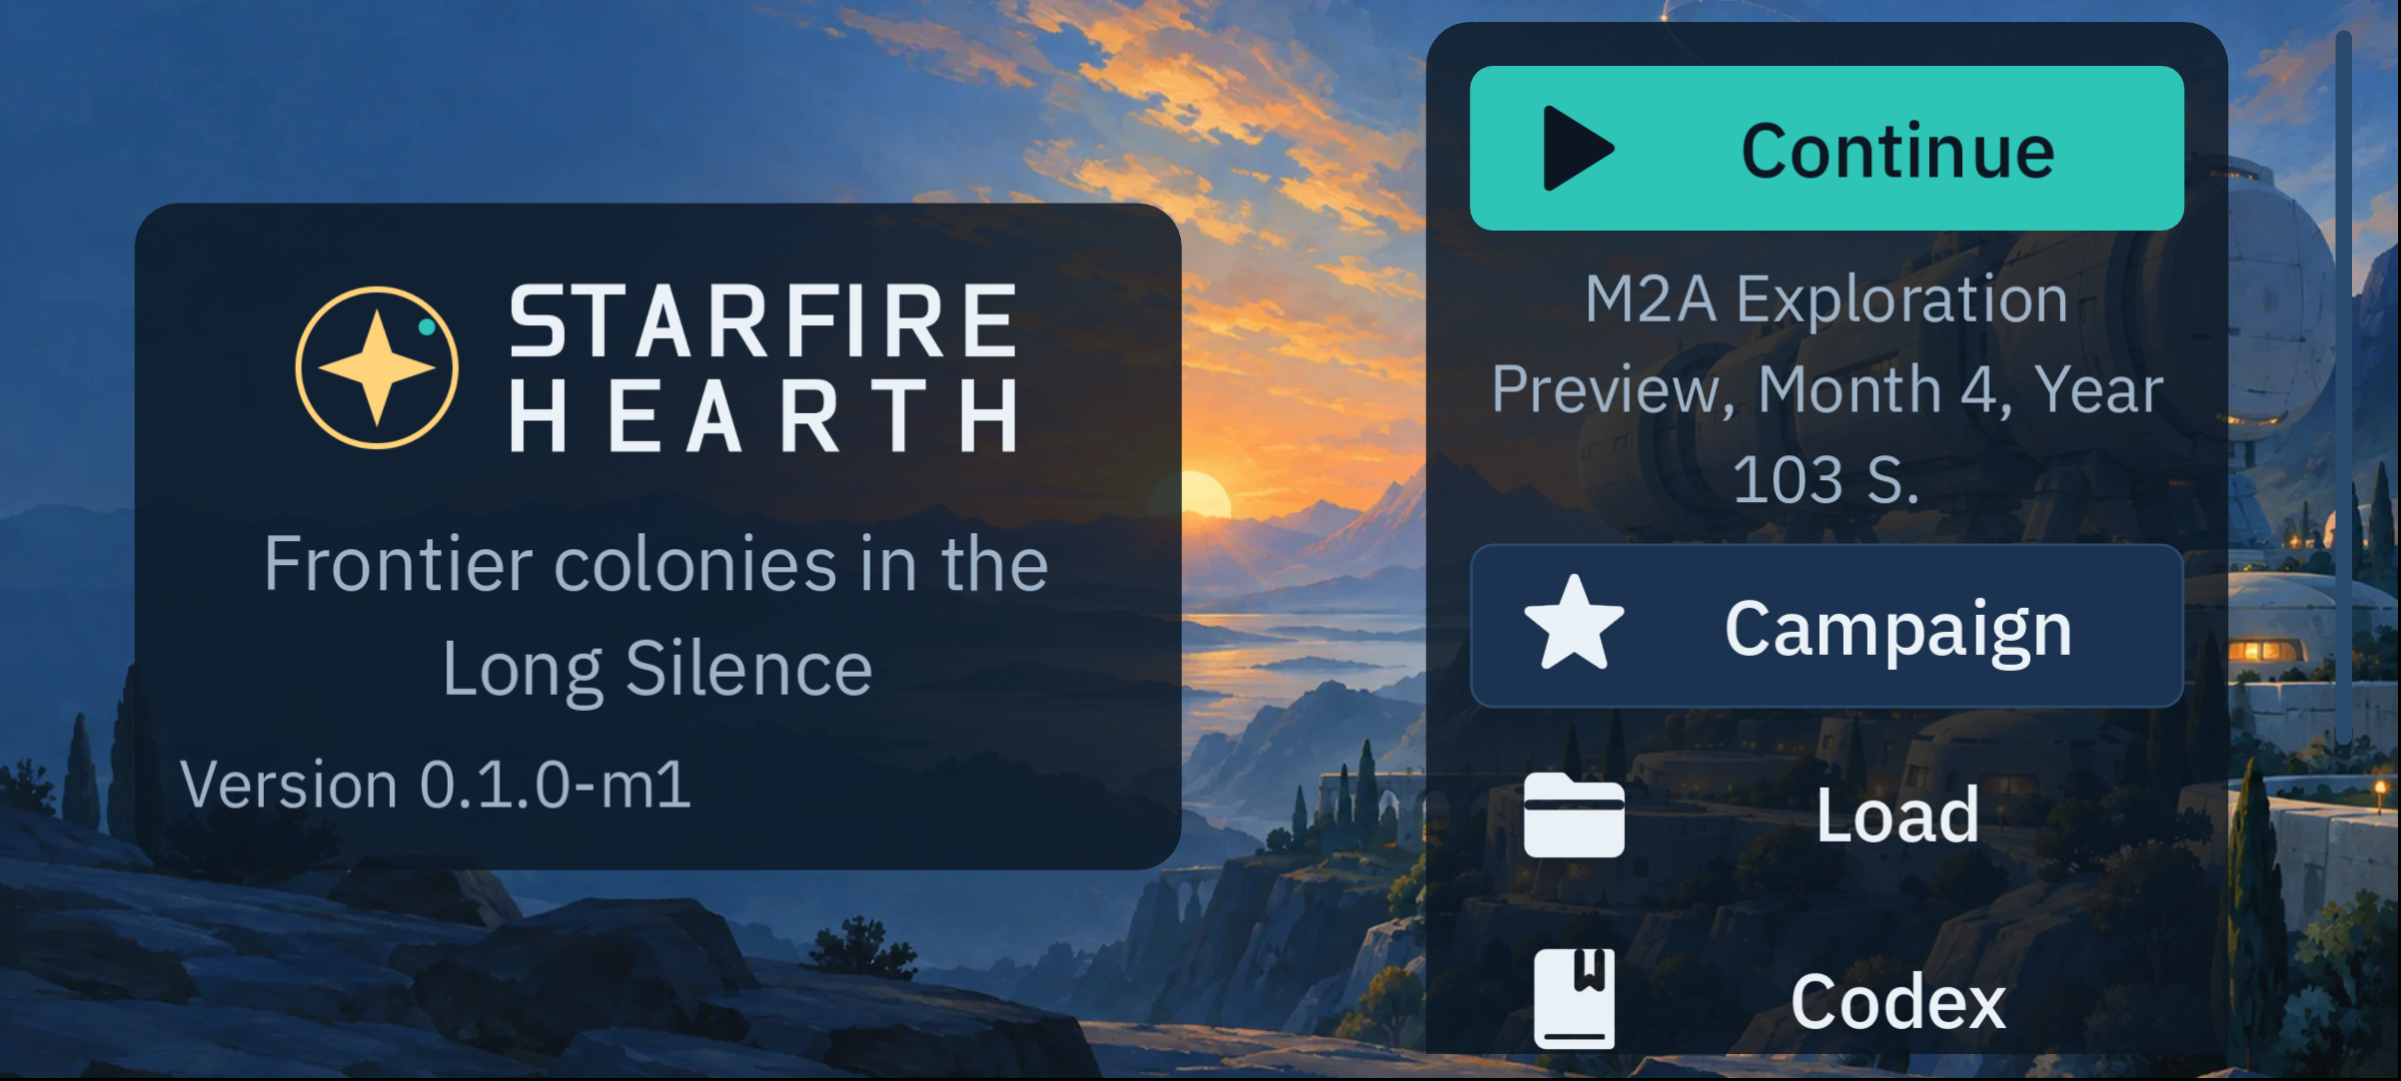 STARFIRE
HEARTH
Frontier colonies in the
Long Silence
Version 0.1.0-m1
Continue
M2A Exploration
Preview, Month 4, Year
103 S.
Campaign
Load
Codex